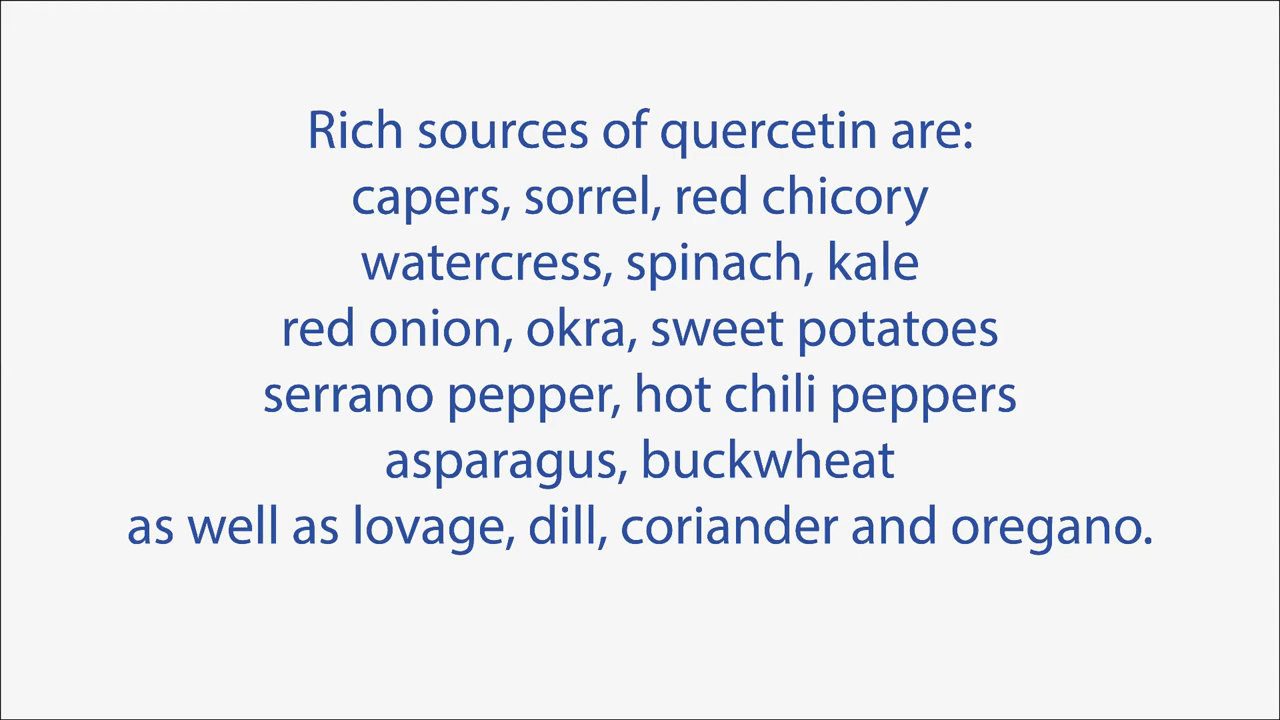 Rich sources of quercetin are:
capers, sorrel, red chicory
watercress, spinach, kale
red onion, okra, sweet potatoes
serrano pepper, hot chili peppers
asparagus, buckwheat
as well as lovage, dill, coriander and oregano.